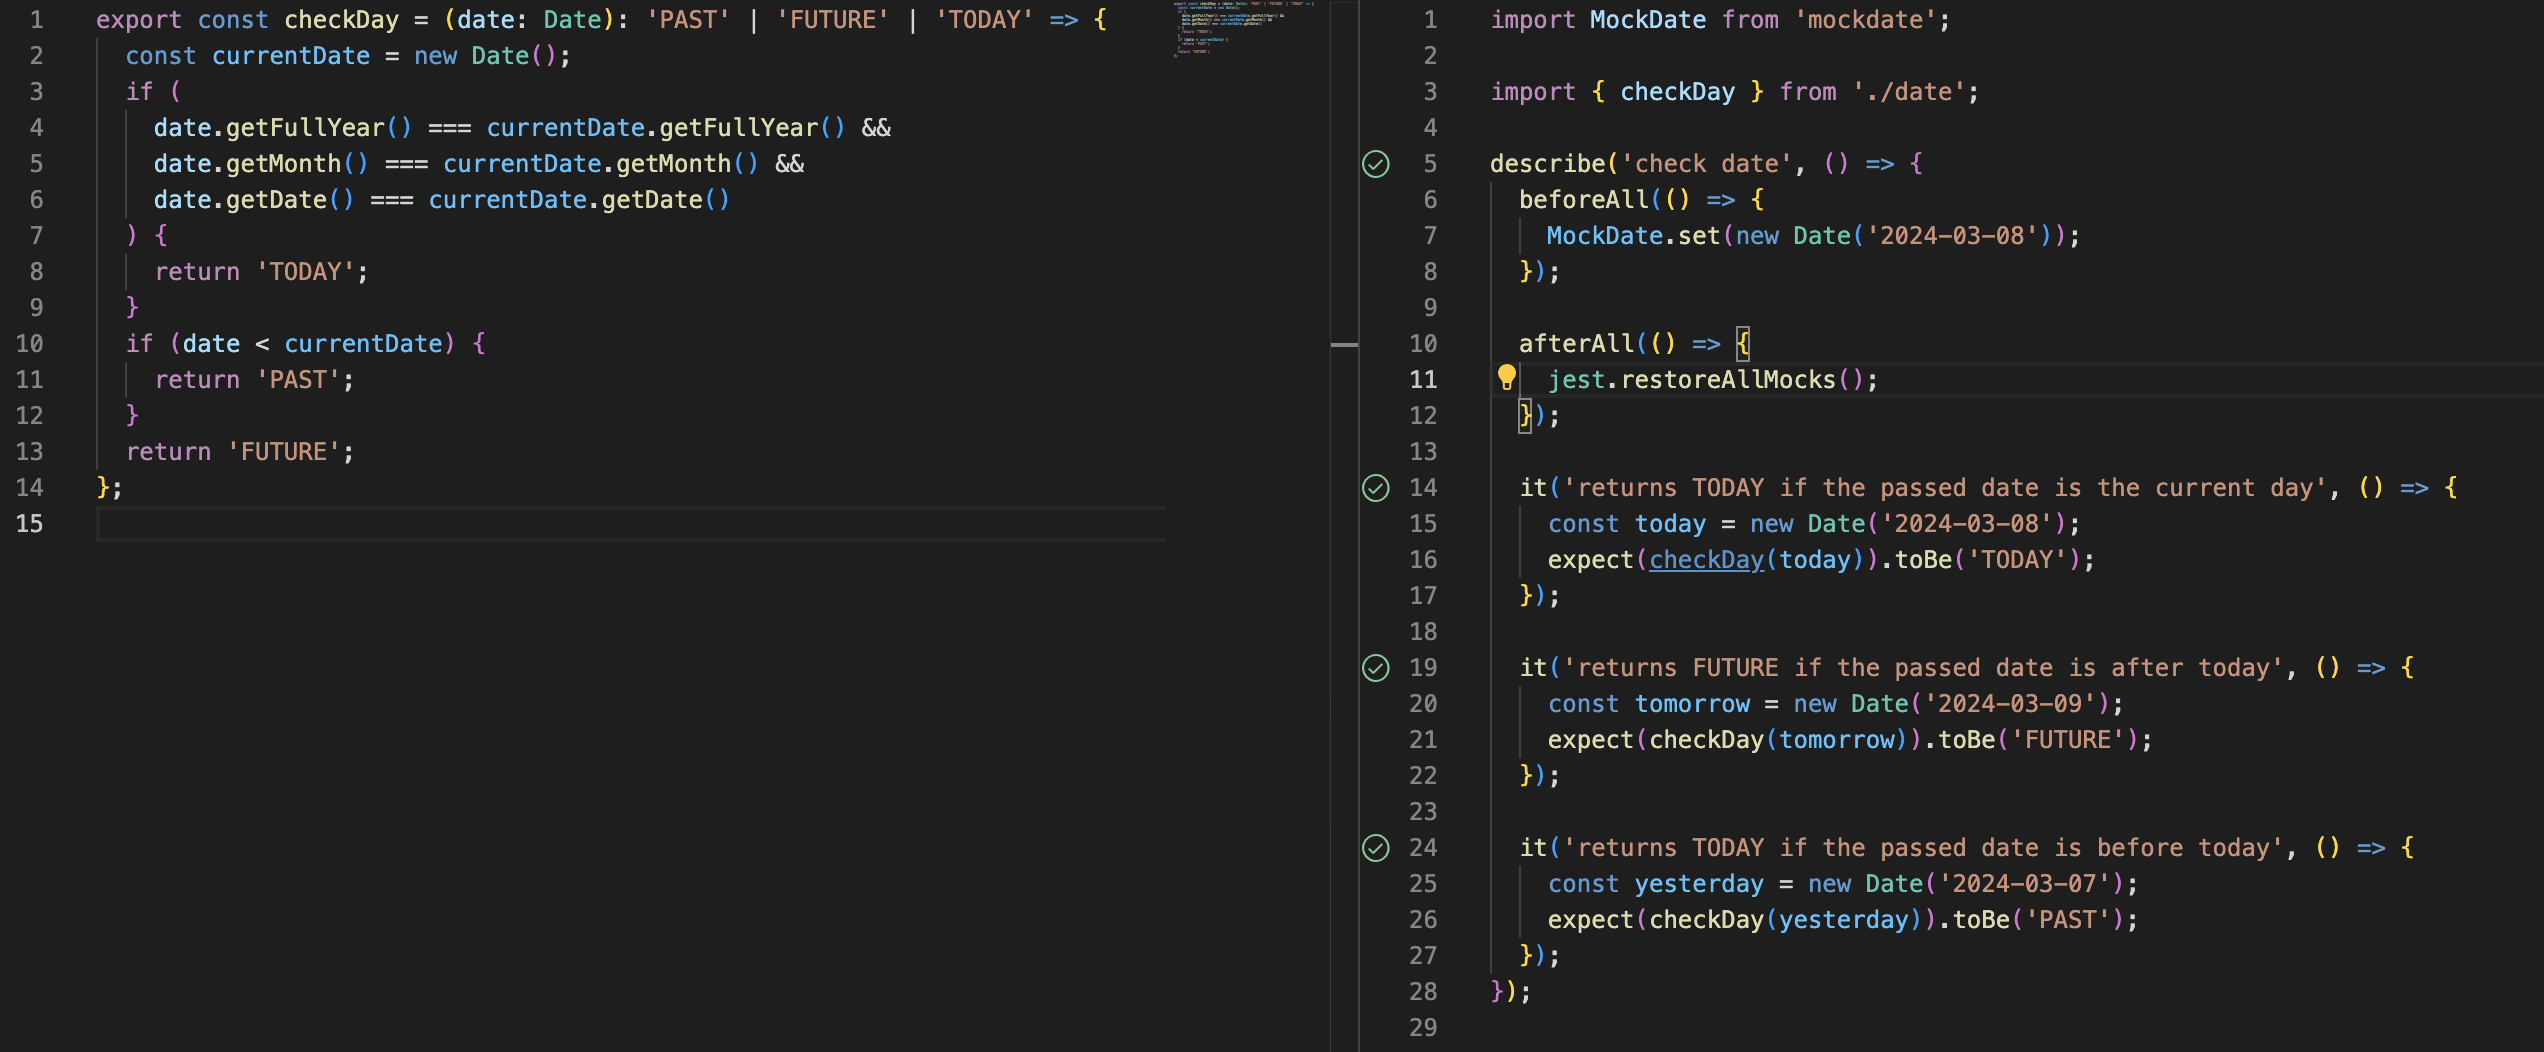 1 export const checkDay = (date: Date): 'PAST' | 'FUTURE' | 'TODAY' => {
2 const currentDate = new Date();
3 if (
4 date.getFullYear() === currentDate.getFullYear() &&
5 date.getMonth() === currentDate.getMonth() &&
6 date.getDate() === currentDate.getDate()
7 ) {
8 return 'TODAY';
9 }
10 if (date < currentDate) {
11 return 'PAST';
12 }
13 return 'FUTURE';
14 };
15
1 import MockDate from 'mockdate';
2
3 import { checkDay } from './date';
4
5 describe('check date', () => {
6 beforeAll(() => {
7 MockDate.set(new Date('2024-03-08'));
8 });
9
10 afterAll(() => {
11 jest.restoreAllMocks();
12 });
13
14 it('returns TODAY if the passed date is the current day', () => {
15 const today = new Date('2024-03-08');
16 expect(checkDay(today)).toBe('TODAY');
17 });
18
19 it('returns FUTURE if the passed date is after today', () => {
20 const tomorrow = new Date('2024-03-09');
21 expect(checkDay(tomorrow)).toBe('FUTURE');
22 });
23
24 it('returns TODAY if the passed date is before today', () => {
25 const yesterday = new Date('2024-03-07');
26 expect(checkDay(yesterday)).toBe('PAST');
27 });
28 });
29